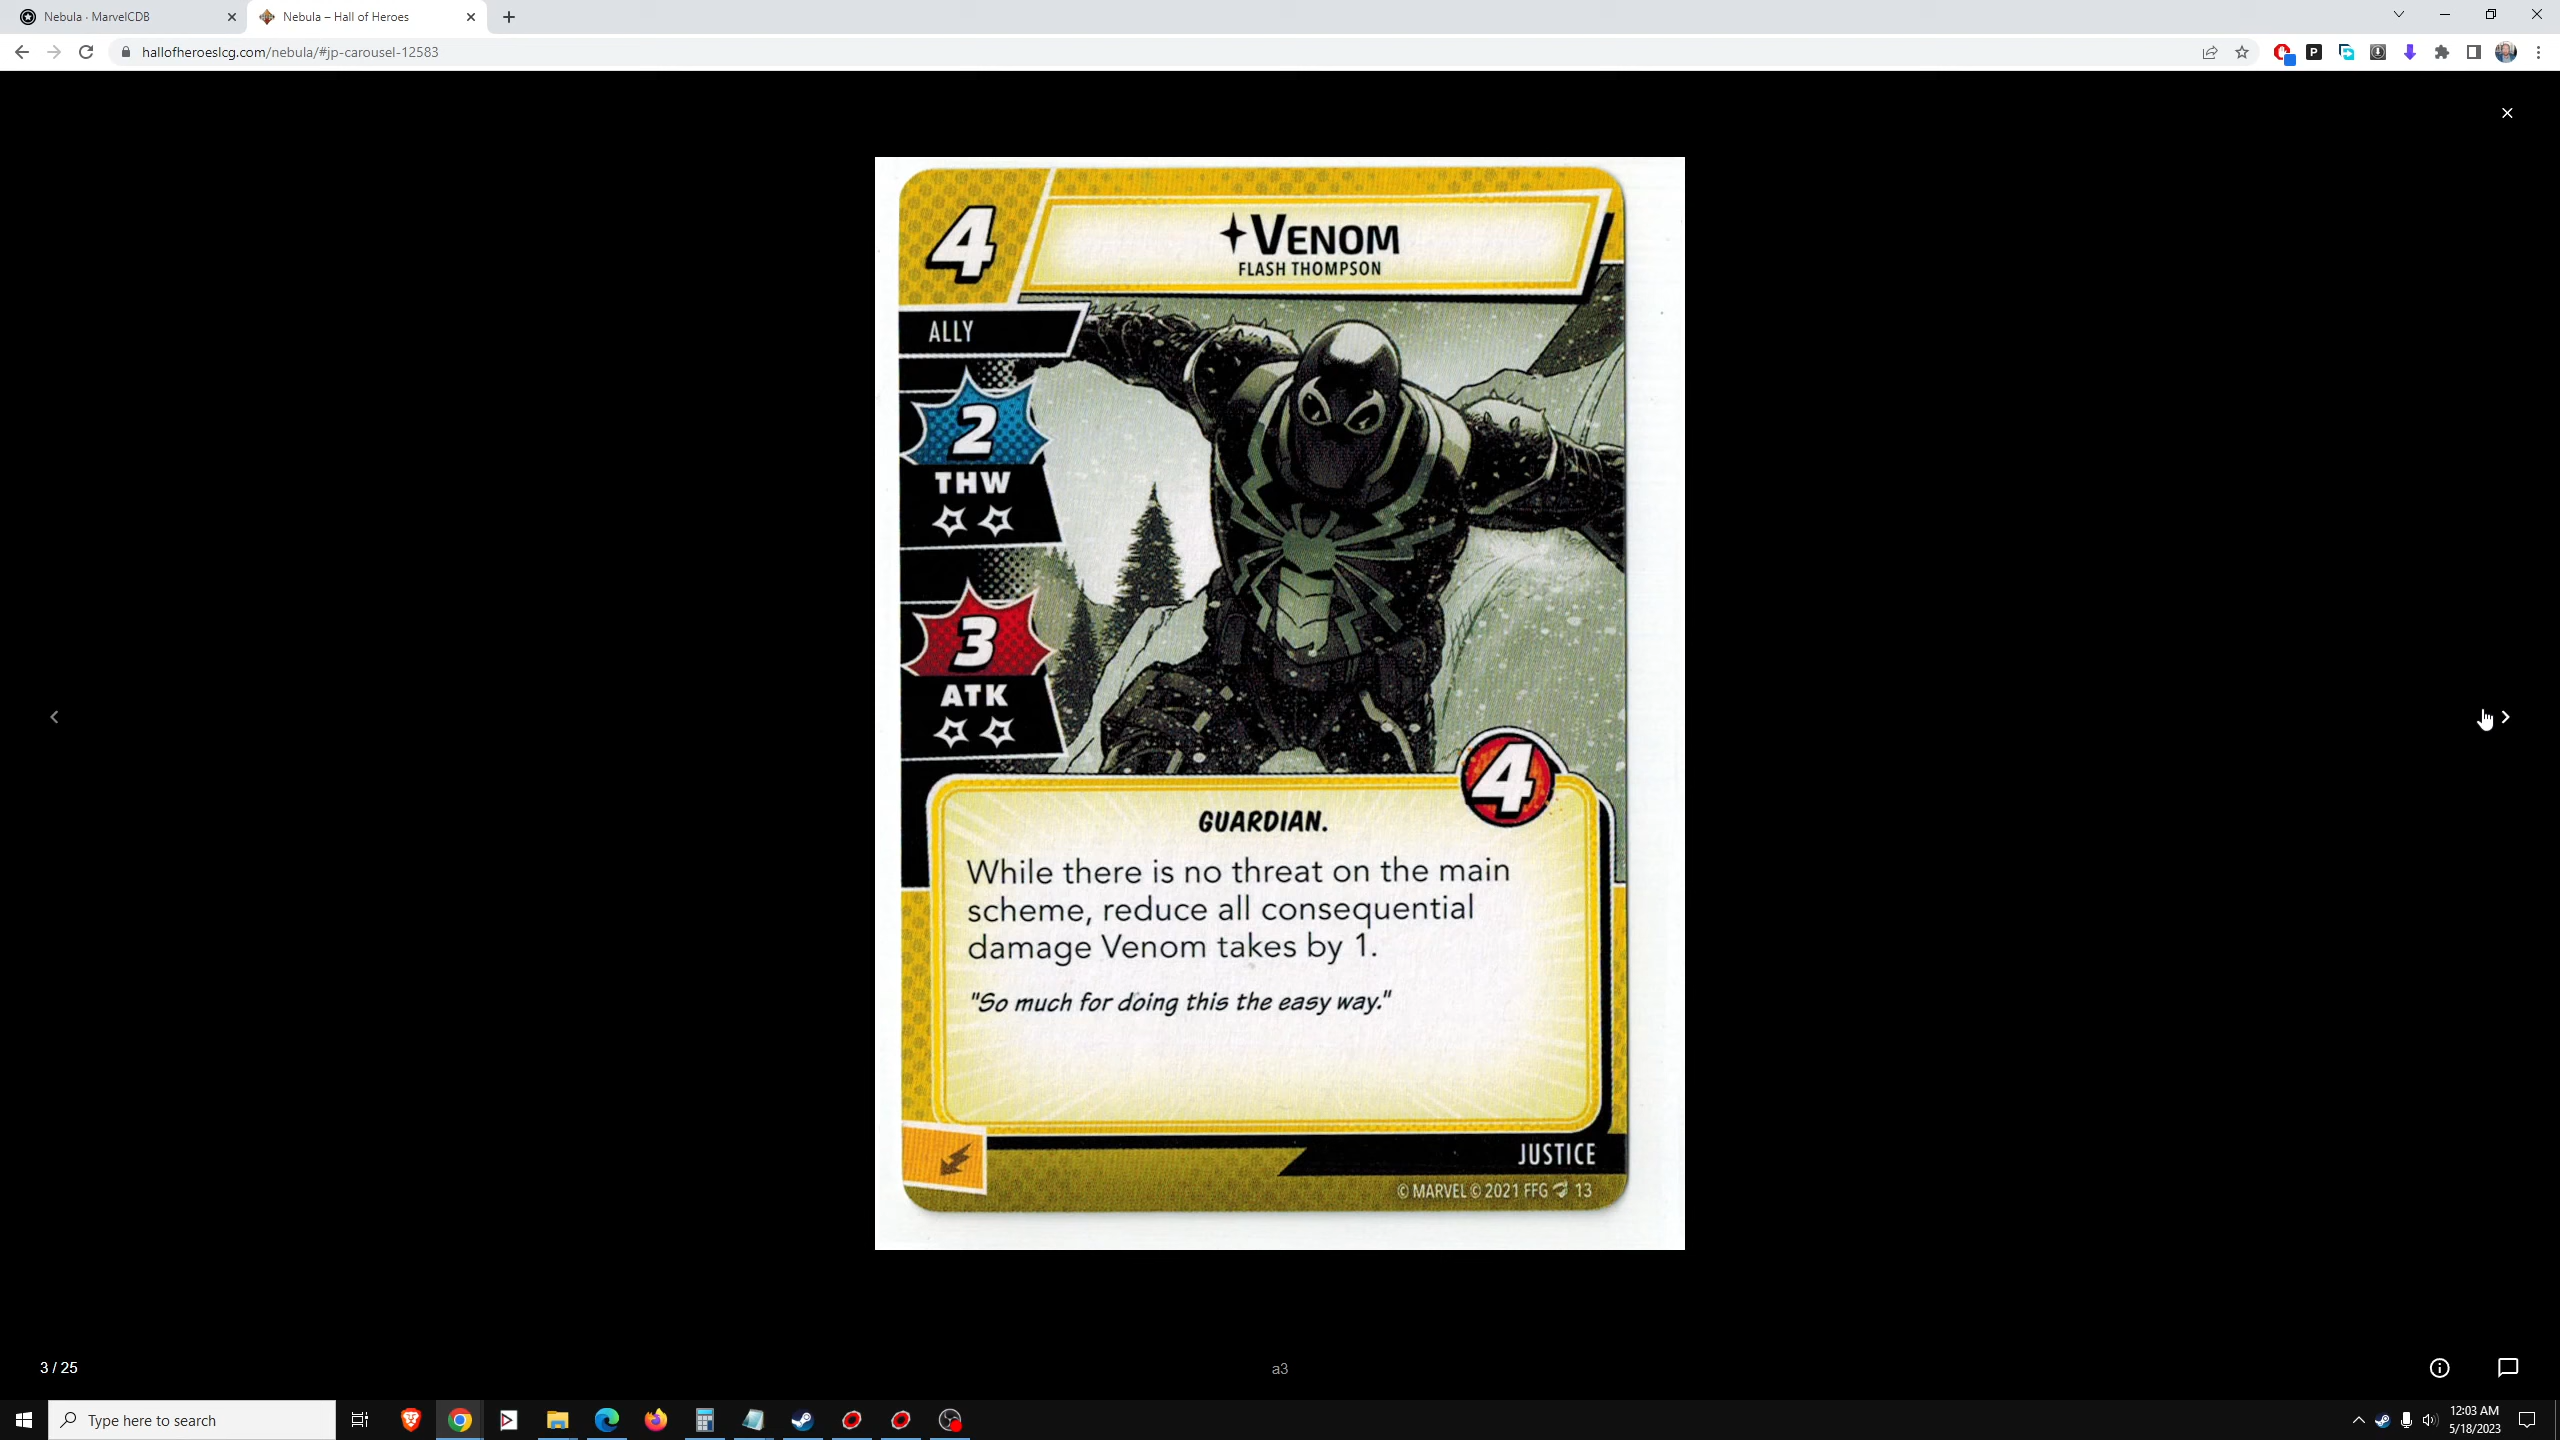 Nebula · MarvelCDB
Nebula – Hall of Heroes
hallofheroeslcg.com/nebula/#jp-carousel-12583
4
VENOM
FLASH THOMPSON
ALLY
2
THW
3
ATK
4
GUARDIAN.
While there is no threat on the main
scheme, reduce all consequential
damage Venom takes by 1.
"So much for doing this the easy way."
JUSTICE
© MARVEL © 2021 FFG 13
3 / 25
a3
Type here to search
12:03 AM
5/18/2023